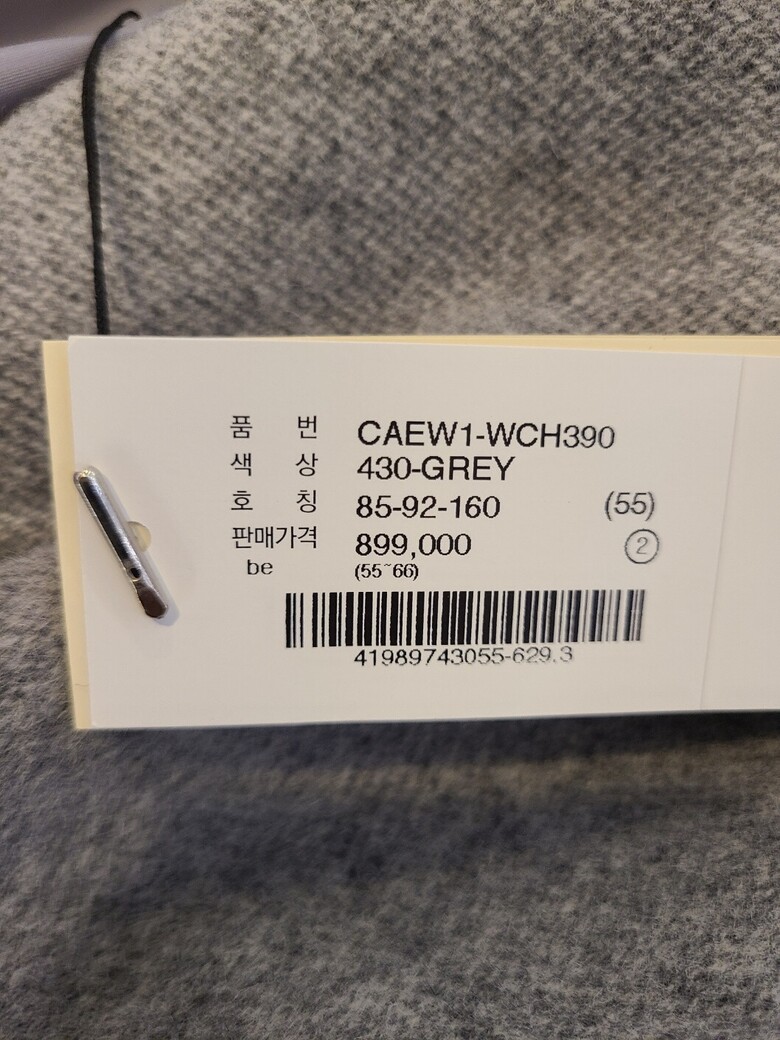 품 번 CAEW1-WCH390
색 상 430-GREY
호 칭 85-92-160 (55)
판매가격 899,000 ②
be (55~66)
41989743055-629.3